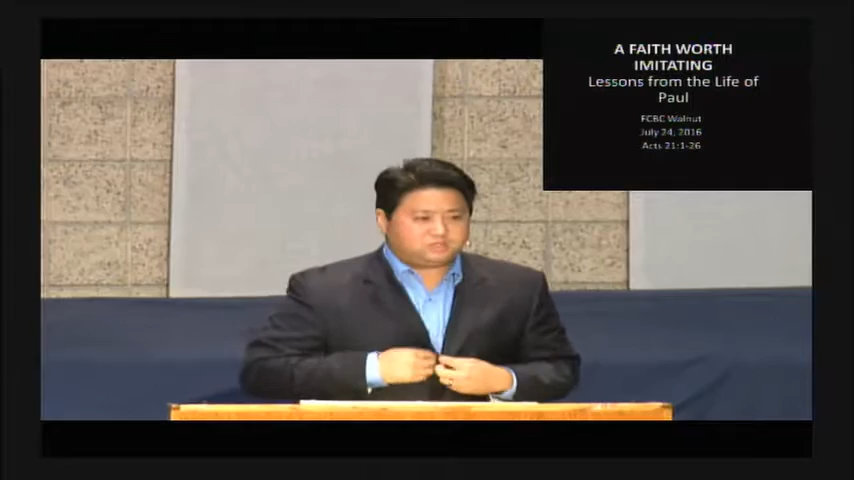 A FAITH WORTH
IMITATING
Lessons from the Life of
Paul
FCBC Walnut
July 24, 2016
Acts 21:1-26